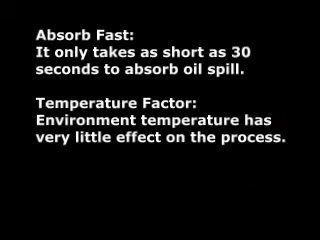 Absorb Fast:
It only takes as short as 30
seconds to absorb oil spill.
Temperature Factor:
Environment temperature has
very little effect on the process.